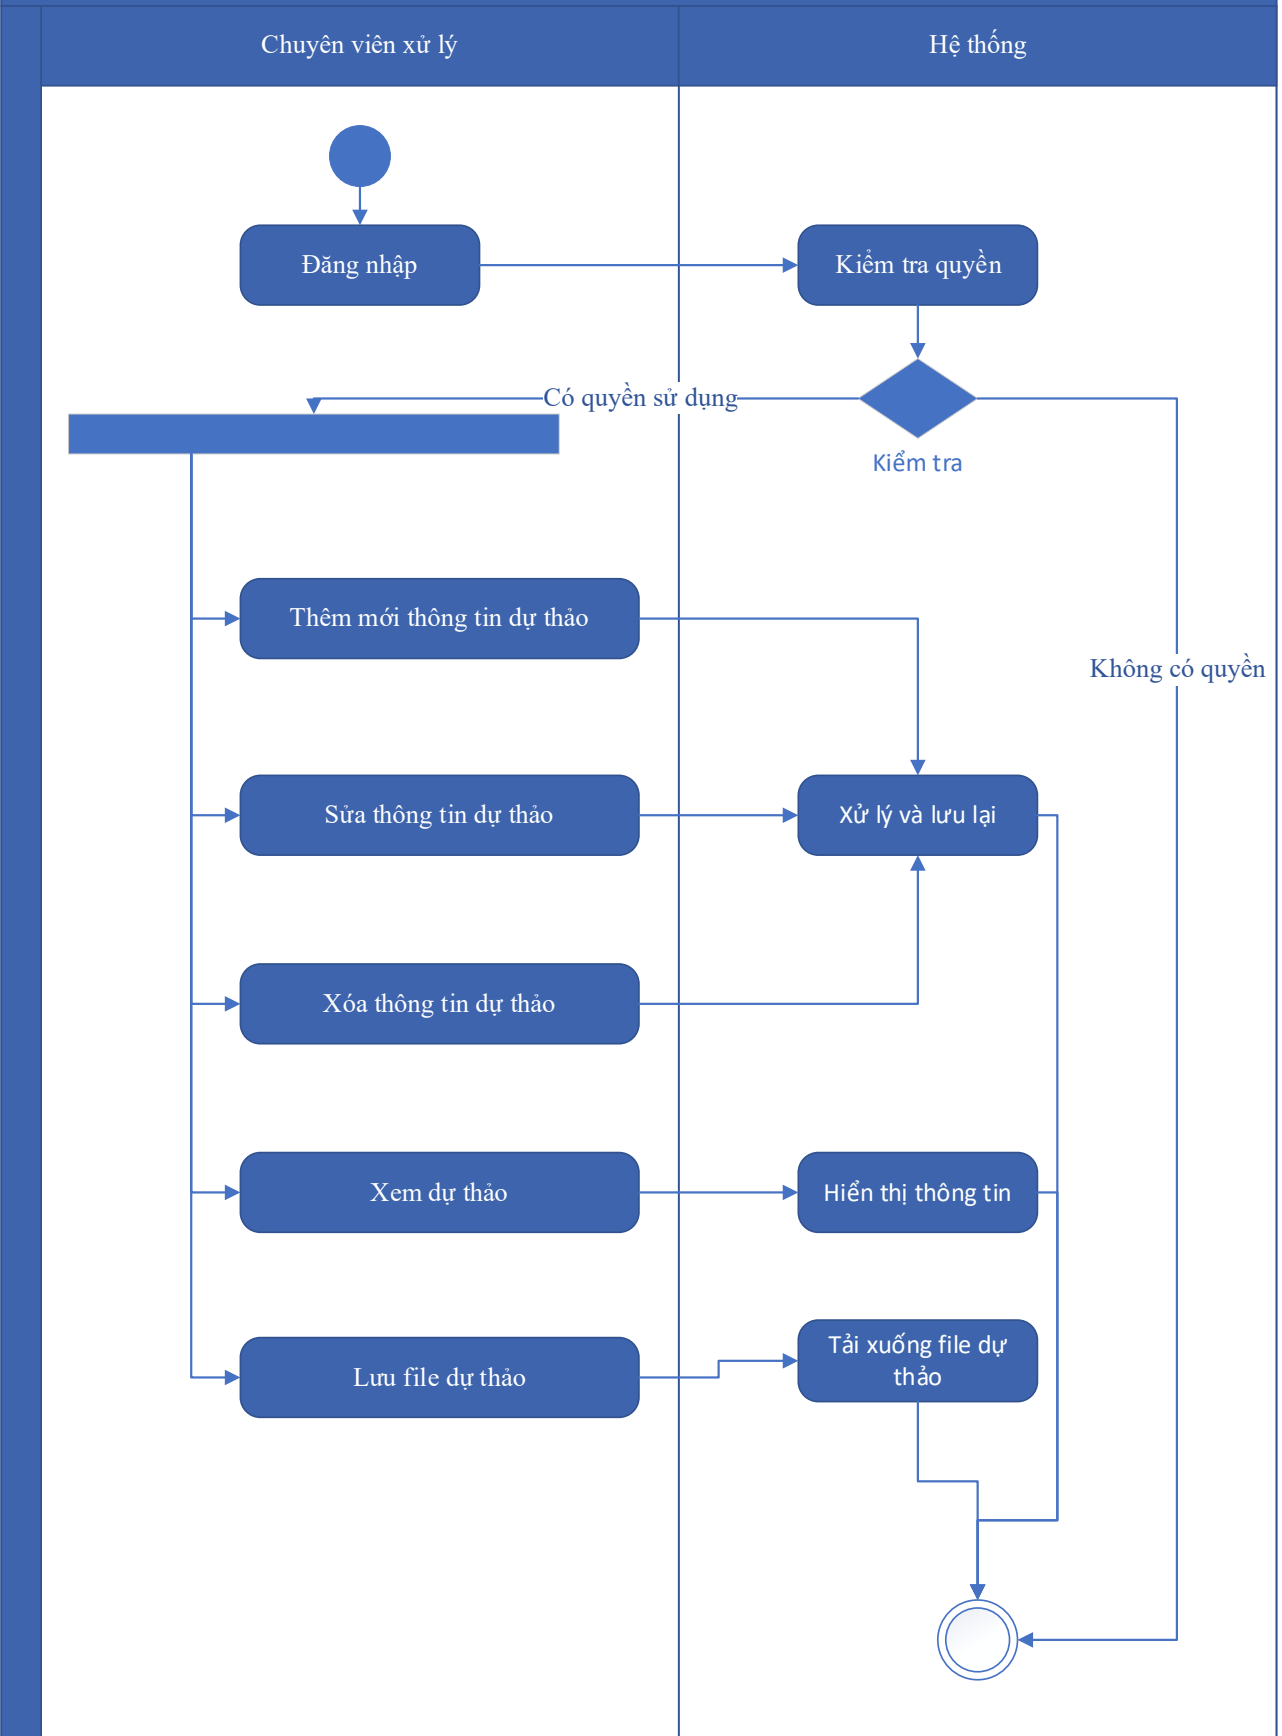 Chuyên viên xử lý
Hệ thống
Đăng nhập
Kiểm tra quyền
Có quyền sử dụng
Kiểm tra
Thêm mới thông tin dự thảo
Không có quyền
Sửa thông tin dự thảo
Xử lý và lưu lại
Xóa thông tin dự thảo
Xem dự thảo
Hiển thị thông tin
Tải xuống file dự
thảo
Lưu file dự thảo